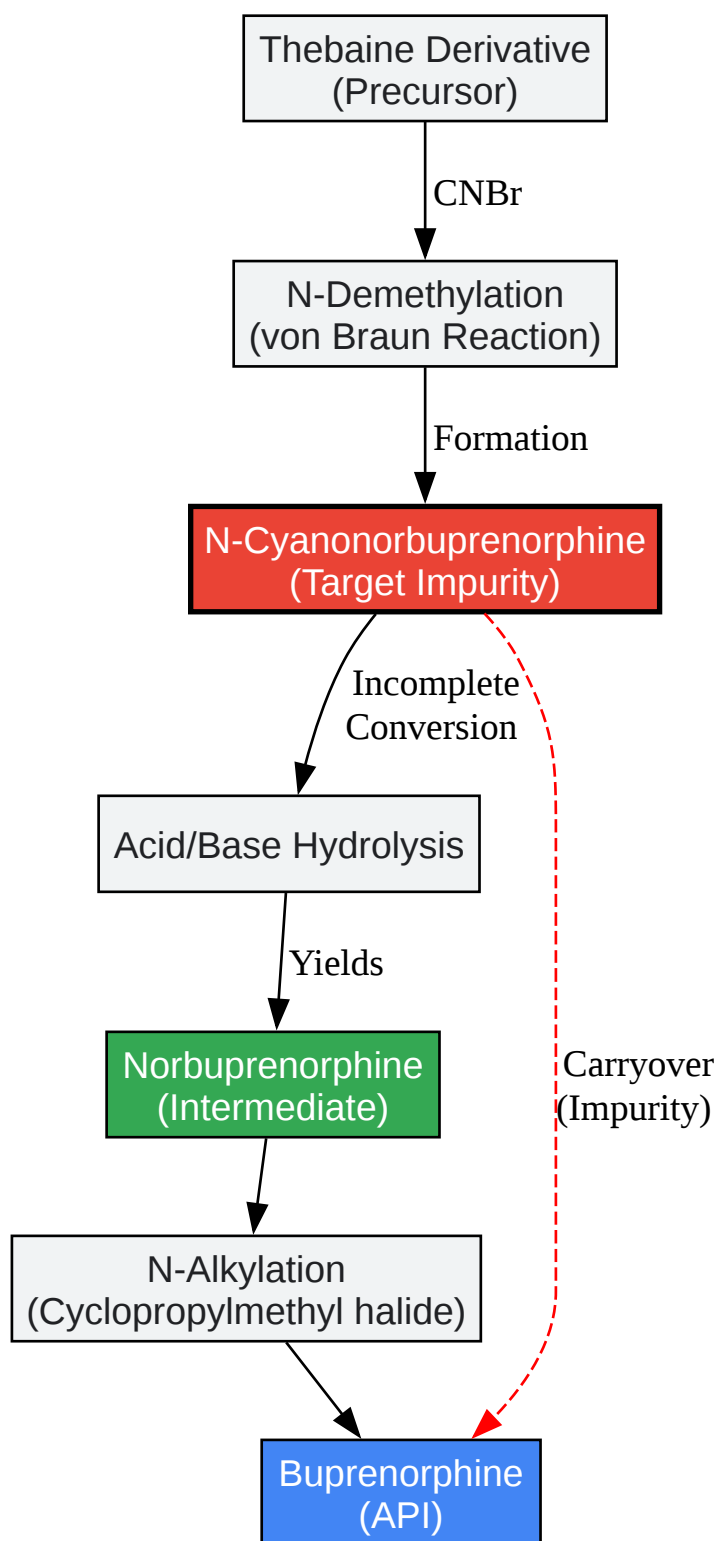 Thebaine Derivative
(Precursor)
CNBr
N-Demethylation
(von Braun Reaction)
Formation
N-Cyanonorbuprenorphine
(Target Impurity)
Incomplete
Conversion
Acid/Base Hydrolysis
Yields
Norbuprenorphine
(Intermediate)
Carryover
(Impurity)
N-Alkylation
(Cyclopropylmethyl halide)
Buprenorphine
(API)